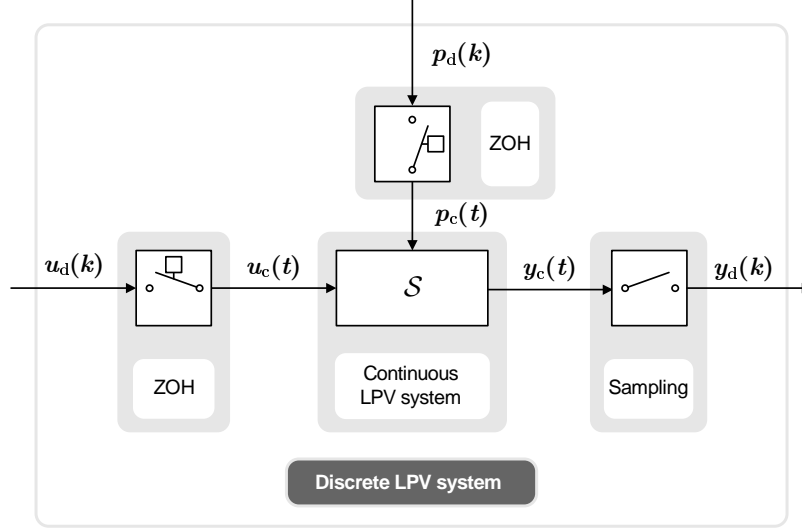 p_d(k)
ZOH
p_c(t)
u_d(k)
u_c(t)
S
y_c(t)
y_d(k)
ZOH
Continuous
LPV system
Sampling
Discrete LPV system